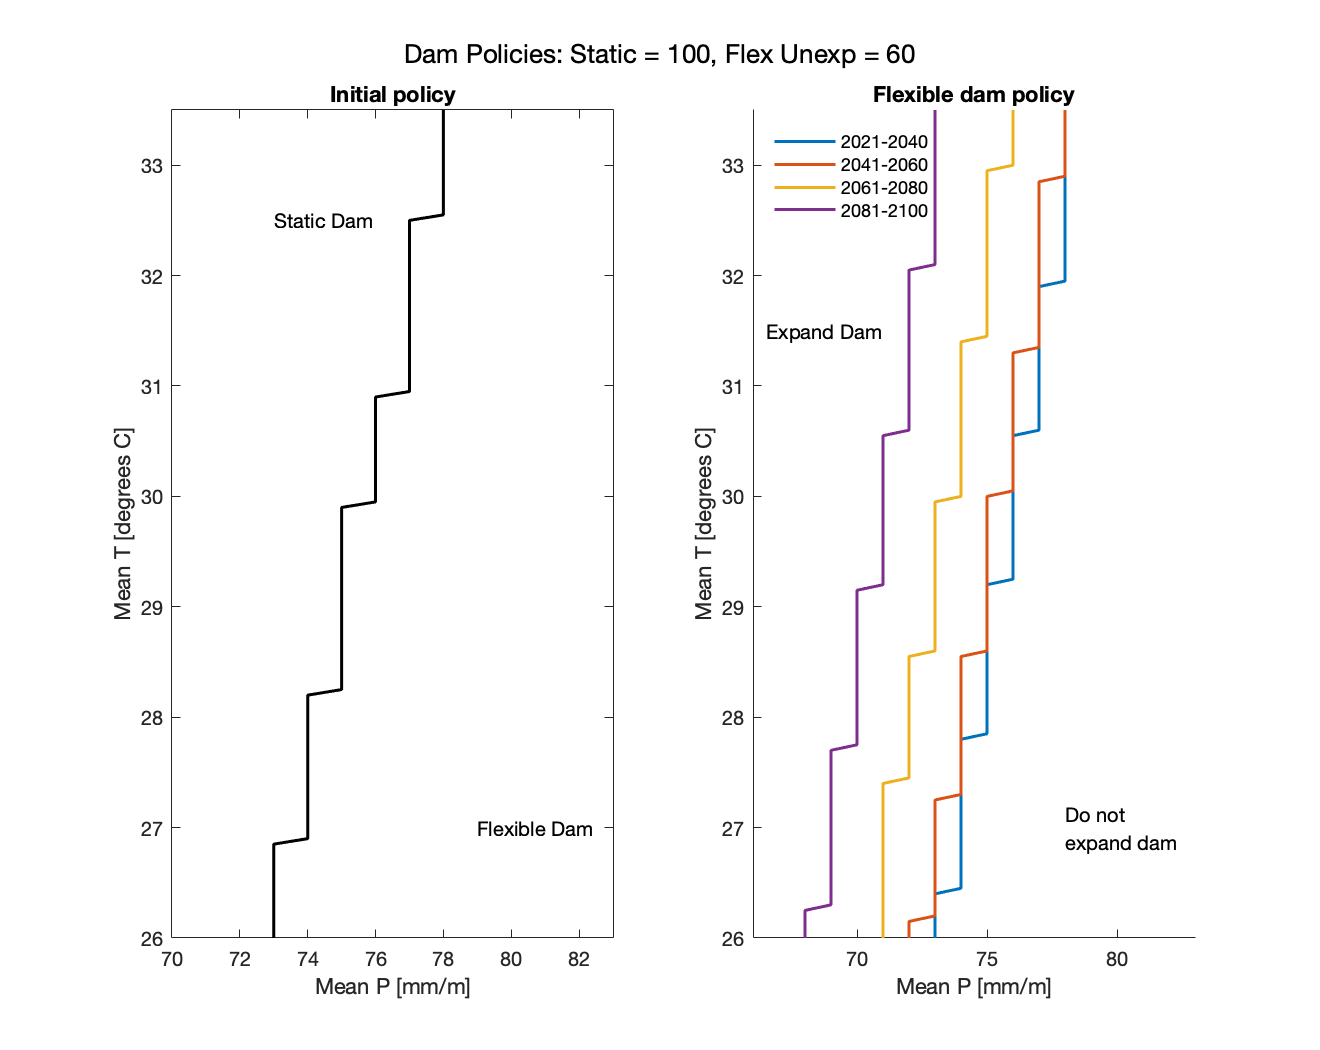 Dam Policies: Static = 100, Flex Unexp = 60
Initial policy
33
32
31
30
29
28
27
26
70 72 74 76 78 80 82
Mean T [degrees C]
Mean P [mm/m]
Static Dam
Flexible Dam
Flexible dam policy
2021-2040
2041-2060
2061-2080
2081-2100
33
32
31
30
29
28
27
26
70 75 80
Mean T [degrees C]
Mean P [mm/m]
Expand Dam
Do not
expand dam